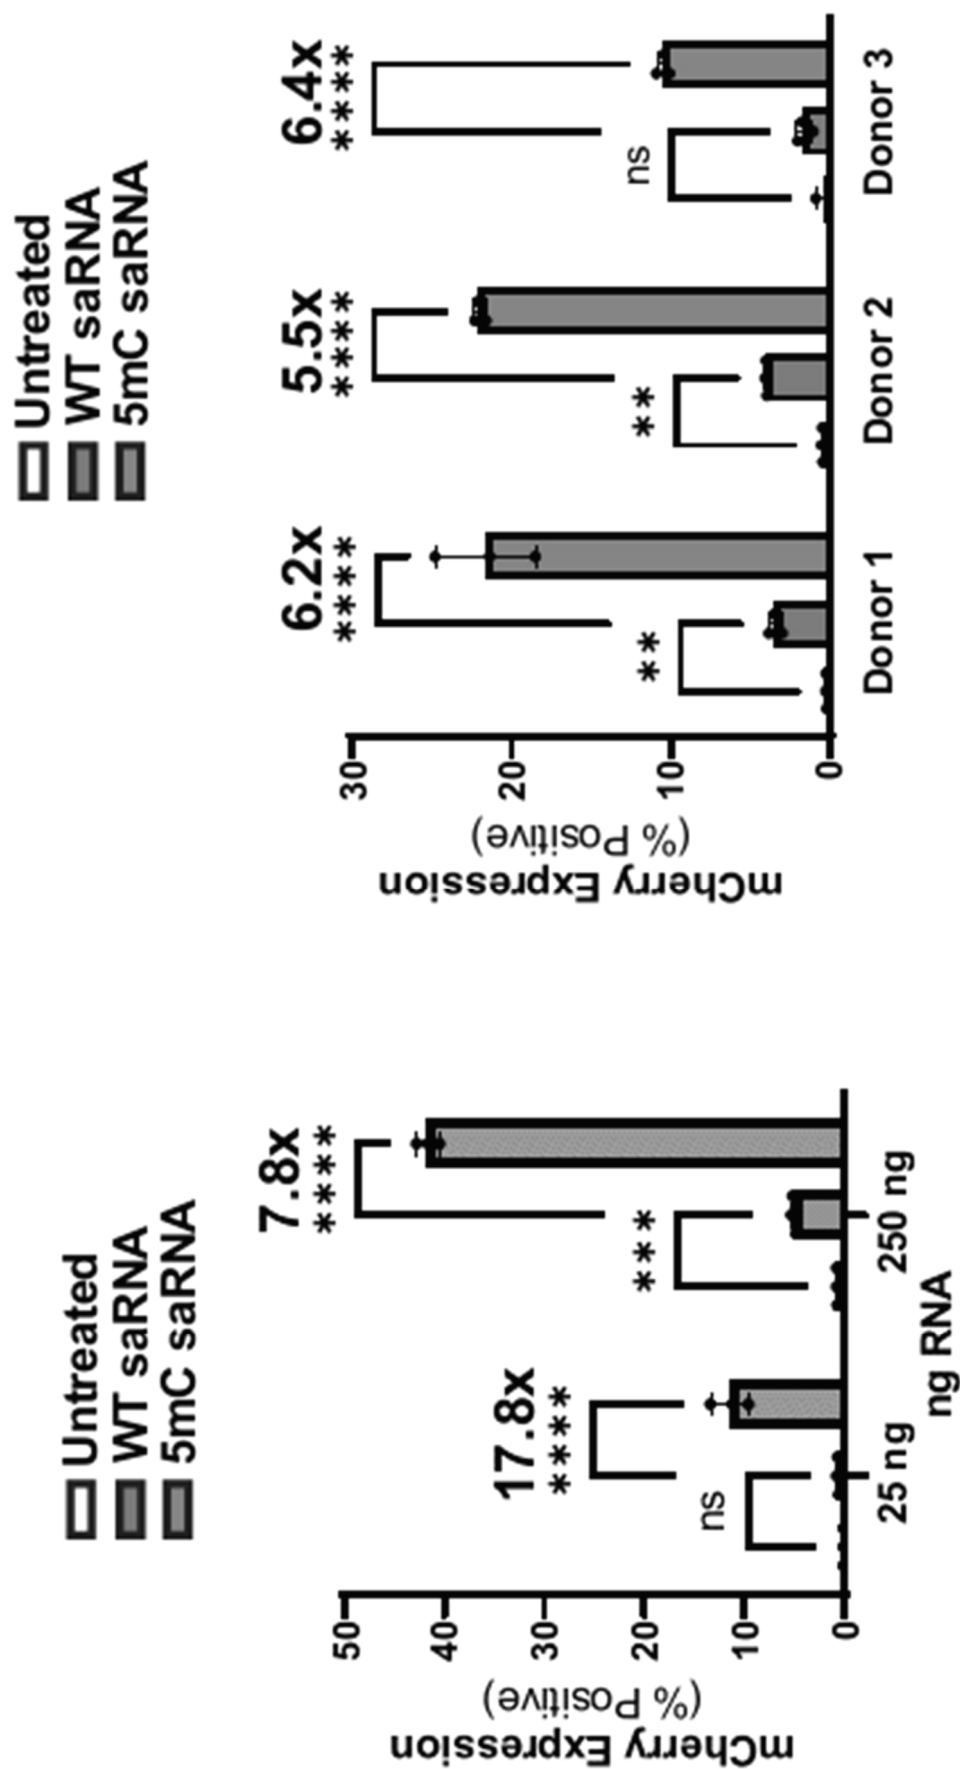 Untreated
WT saRNA
5mC saRNA
mCherry Expression
(% Positive)
50
40
30
20
10
0
17.8x
****
ns
7.8x
****
***
25 ng
250 ng
ng RNA
Untreated
WT saRNA
5mC saRNA
mCherry Expression
(% Positive)
30
20
10
0
6.2x
****
**
5.5x
****
**
6.4x
****
ns
Donor 1
Donor 2
Donor 3